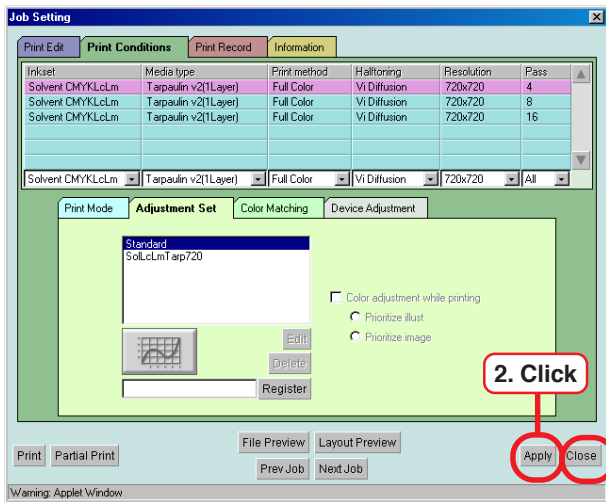 Job Setting
Print Edit Print Conditions Print Record Information
Inkset Media type Print method Halftoning Resolution Pass
Solvent CMYKLcLm Tarpaulin v2(1Layer) Full Color Vi Diffusion 720x720 4
Solvent CMYKLcLm Tarpaulin v2(1Layer) Full Color Vi Diffusion 720x720 8
Solvent CMYKLcLm Tarpaulin v2(1Layer) Full Color Vi Diffusion 720x720 16
Solvent CMYKLcLm Tarpaulin v2(1Layer) Full Color Vi Diffusion 720x720 All
Print Mode Adjustment Set Color Matching Device Adjustment
Standard
SolLcLmTarp720
Color adjustment while printing
Prioritize illust
Prioritize image
Edit
Delete
Register
2. Click
File Preview Layout Preview
Print Partial Print Apply Close
Prev Job Next Job
Warning: Applet Window